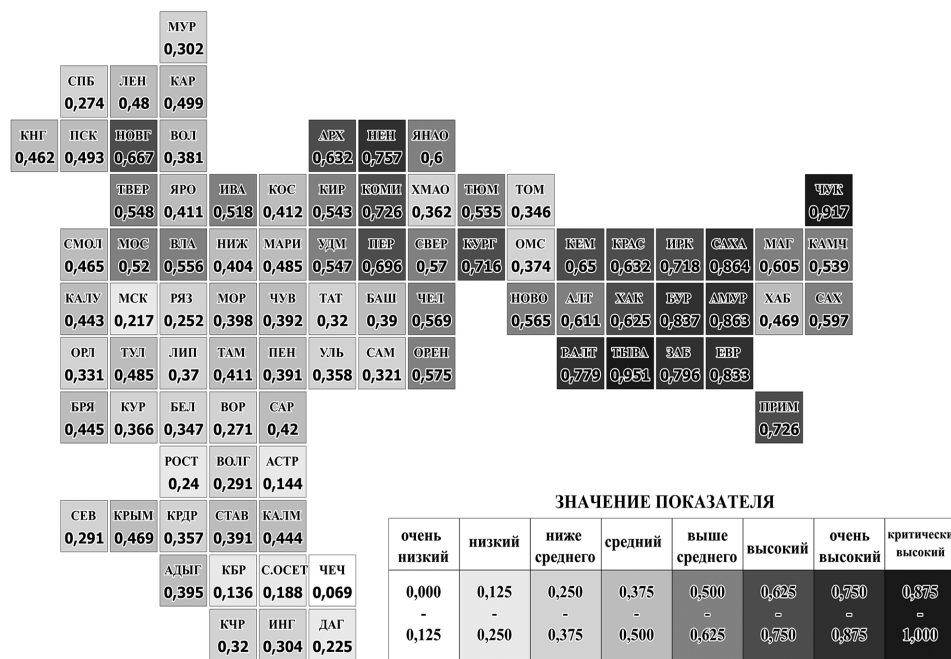 МУР
0,302
СПБ ЛЕН КАР
0,274 0,48 0,499
КНГ ПСК НОВГ ВОЛ АРХ НЕН ЯНАО
0,462 0,493 0,667 0,381 0,632 0,757 0,6
ТВЕР ЯРО ИВА КОС КИР КОМИ ХМАО ТЮМ ТОМ ЧУК
0,548 0,411 0,518 0,412 0,543 0,726 0,362 0,535 0,346 0,917
СМОЛ МОС ВЛА НИЖ МАРИ УДМ ПЕР СВЕР КУРГ ОМС КЕМ КРАС ИРК САХА МАГ КАМЧ
0,465 0,52 0,556 0,404 0,485 0,547 0,696 0,57 0,716 0,374 0,65 0,632 0,718 0,864 0,605 0,539
КАЛУ МСК РЯЗ МОР ЧУВ ТАТ БАШ ЧЕЛ НОВО АЛТ ХАК БУР АМУР ХАБ САХ
0,443 0,217 0,252 0,398 0,392 0,32 0,39 0,569 0,565 0,611 0,625 0,837 0,863 0,469 0,597
ОРЛ ТУЛ ЛИП ТАМ ПЕН УЛЬ САМ ОРЕН Р.АЛТ ТЫВА ЗАБ ЕВР
0,331 0,485 0,37 0,411 0,391 0,358 0,321 0,575 0,779 0,951 0,796 0,833
БРЯ КУР БЕЛ ВОР САР ПРИМ
0,445 0,366 0,347 0,271 0,42 0,726
РОСТ ВОЛГ АСТР
0,24 0,291 0,144
СЕВ КРЫМ КРДР СТАВ КАЛМ
0,291 0,469 0,357 0,391 0,444
АДЫГ КБР С.ОСЕТ ЧЕЧ
0,395 0,136 0,188 0,069
КЧР ИНГ ДАГ
0,32 0,304 0,225
ЗНАЧЕНИЕ ПОКАЗАТЕЛЯ
очень низкий низкий ниже среднего средний выше среднего высокий очень высокий критически высокий
0,000 0,125 0,250 0,375 0,500 0,625 0,750 0,875
- - - - - - - -
0,125 0,250 0,375 0,500 0,625 0,750 0,875 1,000